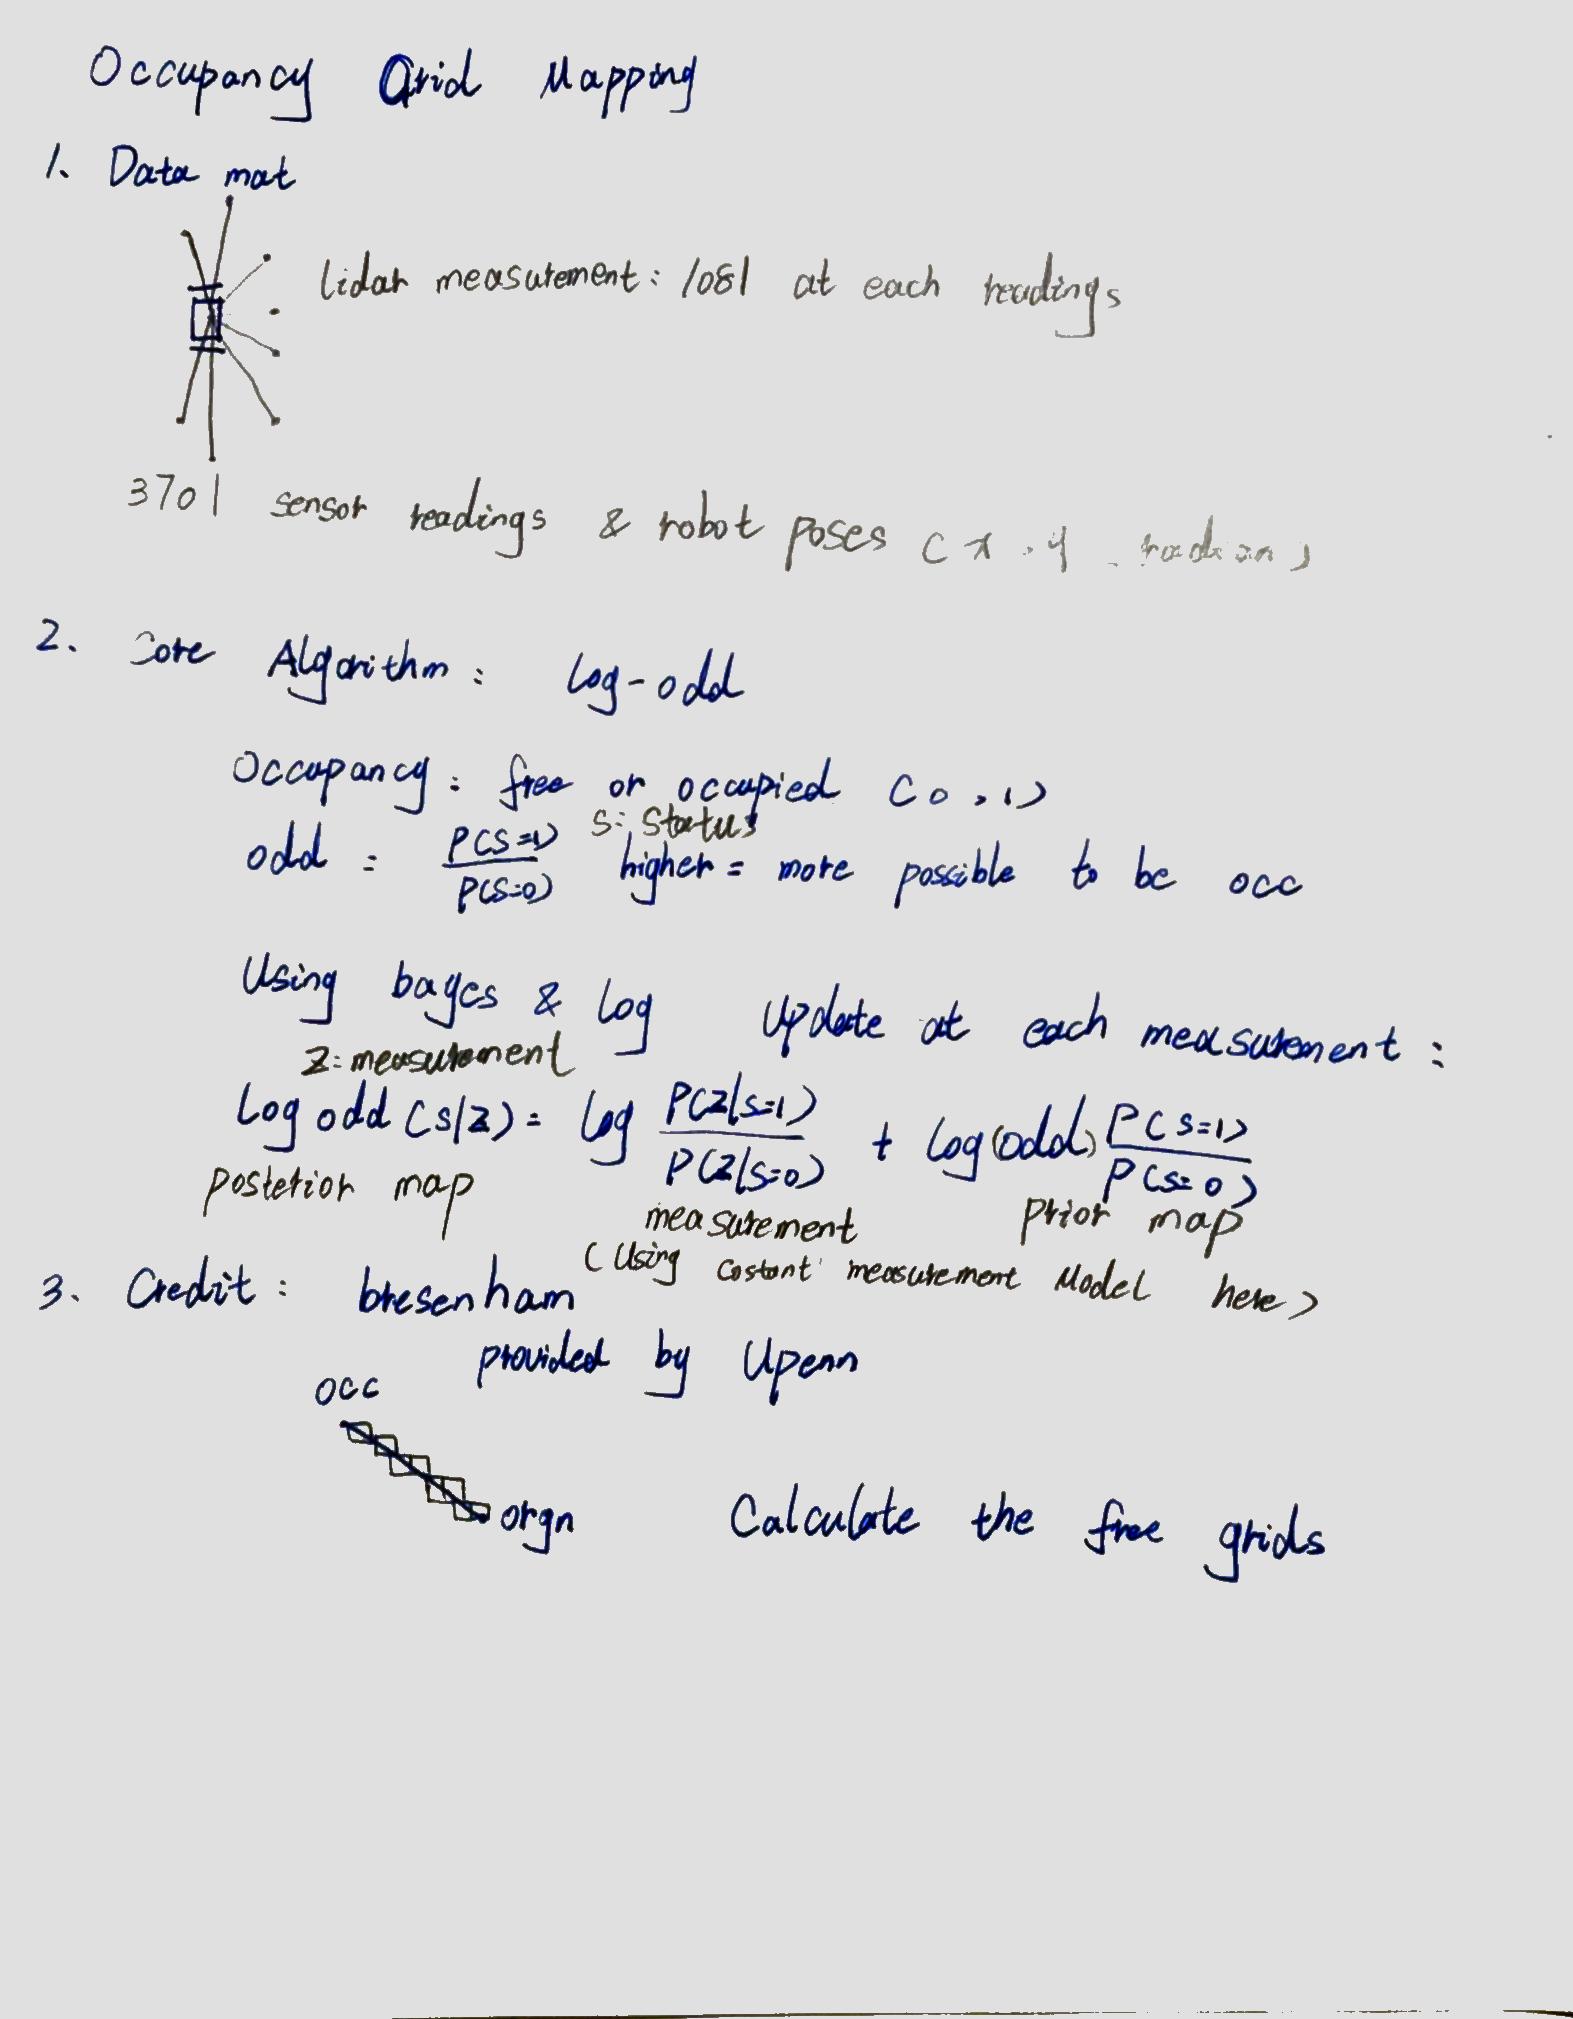 Occupancy Grid Mapping
1. Data mat
lidar measurement: 1081 at each readings
3701 sensor readings & robot poses (x, y, radian)
2. Core Algorithm: log-odd
Occupancy: free or occupied (0, 1)
s: status
odd = P(s=1) / P(s=0) higher = more possible to be occ
Using bayes & log Update at each measurement:
z: measurement
Log odd (s|z) = log P(z|s=1) / P(z|s=0) + log(odd) P(s=1) / P(s=0)
posterior map measurement prior map
(Using costant measurement Model here)
3. Credit: bresenham
provided by Upenn
occ
orgn Calculate the free grids